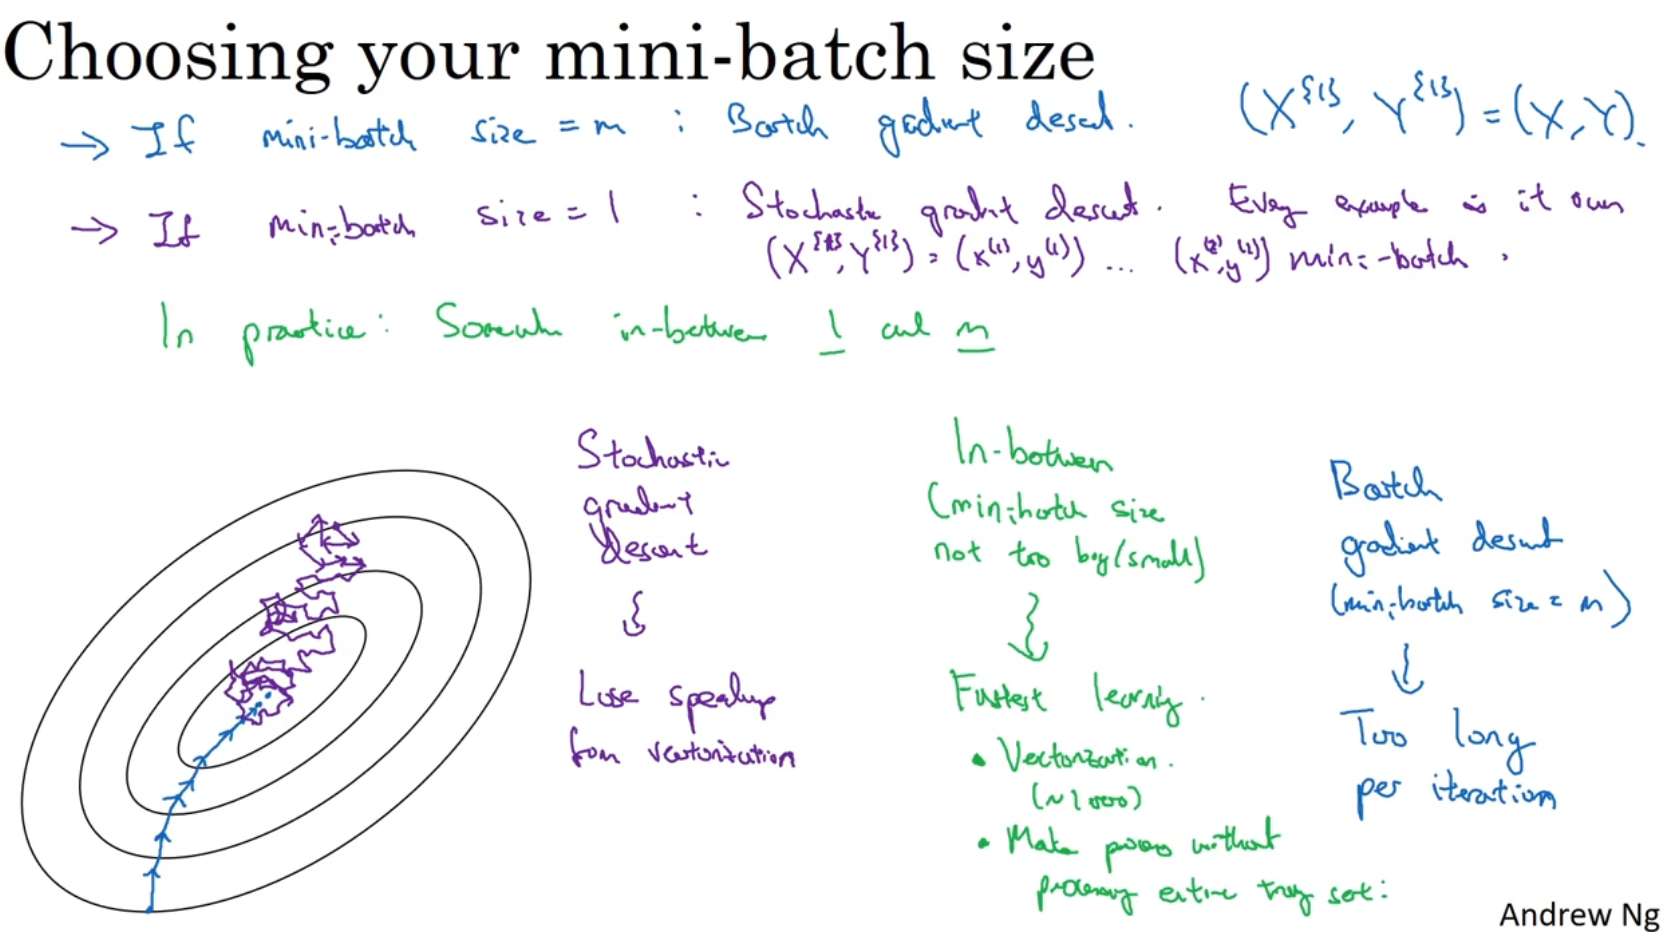 Choosing your mini-batch size
→ If mini-batch size = m : Batch gradient descent. (X^{1}, Y^{1}) = (X, Y).
→ If mini-batch size = 1 : Stochastic gradient descent. Every example is it own
(X^{1}, Y^{1}) = (x^(1), y^(1)) ... (x^(2), y^(2)) mini-batch.
In practice: Somewhere in-between 1 and m
Stochastic
gradient
descent
Lose speedup
from vectorization
In-between
(mini-batch size
not too big/small)
Fastest learning.
• Vectorization.
(~1000)
• Make progress without
processing entire training set.
Batch
gradient descent
(mini-batch size = m)
Too long
per iteration
Andrew Ng